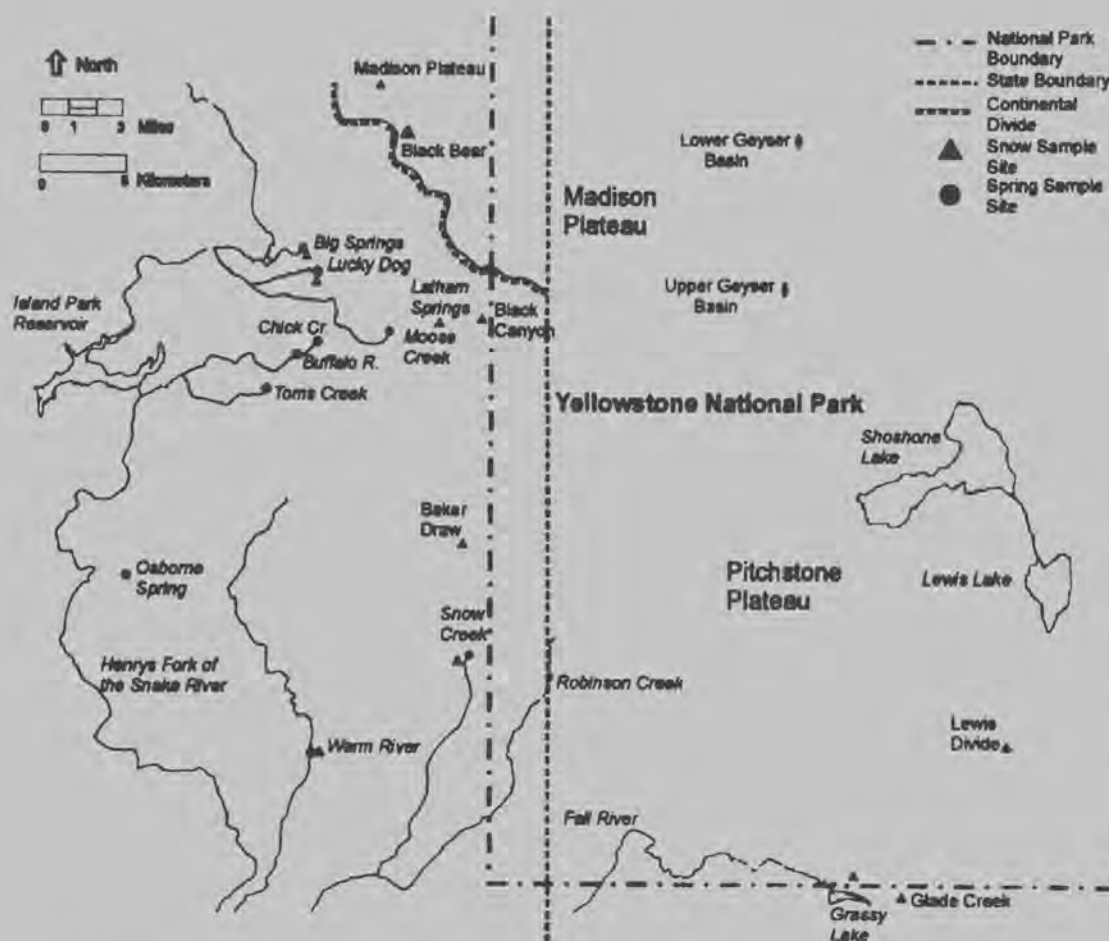 North
0 1 3
Miles
0 5
Kilometers
Madison Plateau
Black Bear
National Park
Boundary
State Boundary
Continental
Divide
Snow Sample
Site
Spring Sample
Site
Lower Geyser
Basin
Madison
Plateau
Big Springs
Lucky Dog
Upper Geyser
Basin
Island Park
Reservoir
Latham
Springs
Black
Canyon
Moose
Creek
Chick Cr.
Buffalo R.
Toms Creek
Yellowstone National Park
Shoshone
Lake
Baker
Draw
Osborne
Spring
Pitchstone
Plateau
Lewis Lake
Snow
Creek
Henrys Fork of
the Snake River
Robinson Creek
Warm River
Lewis
Divide
Fall River
Glade Creek
Grassy
Lake